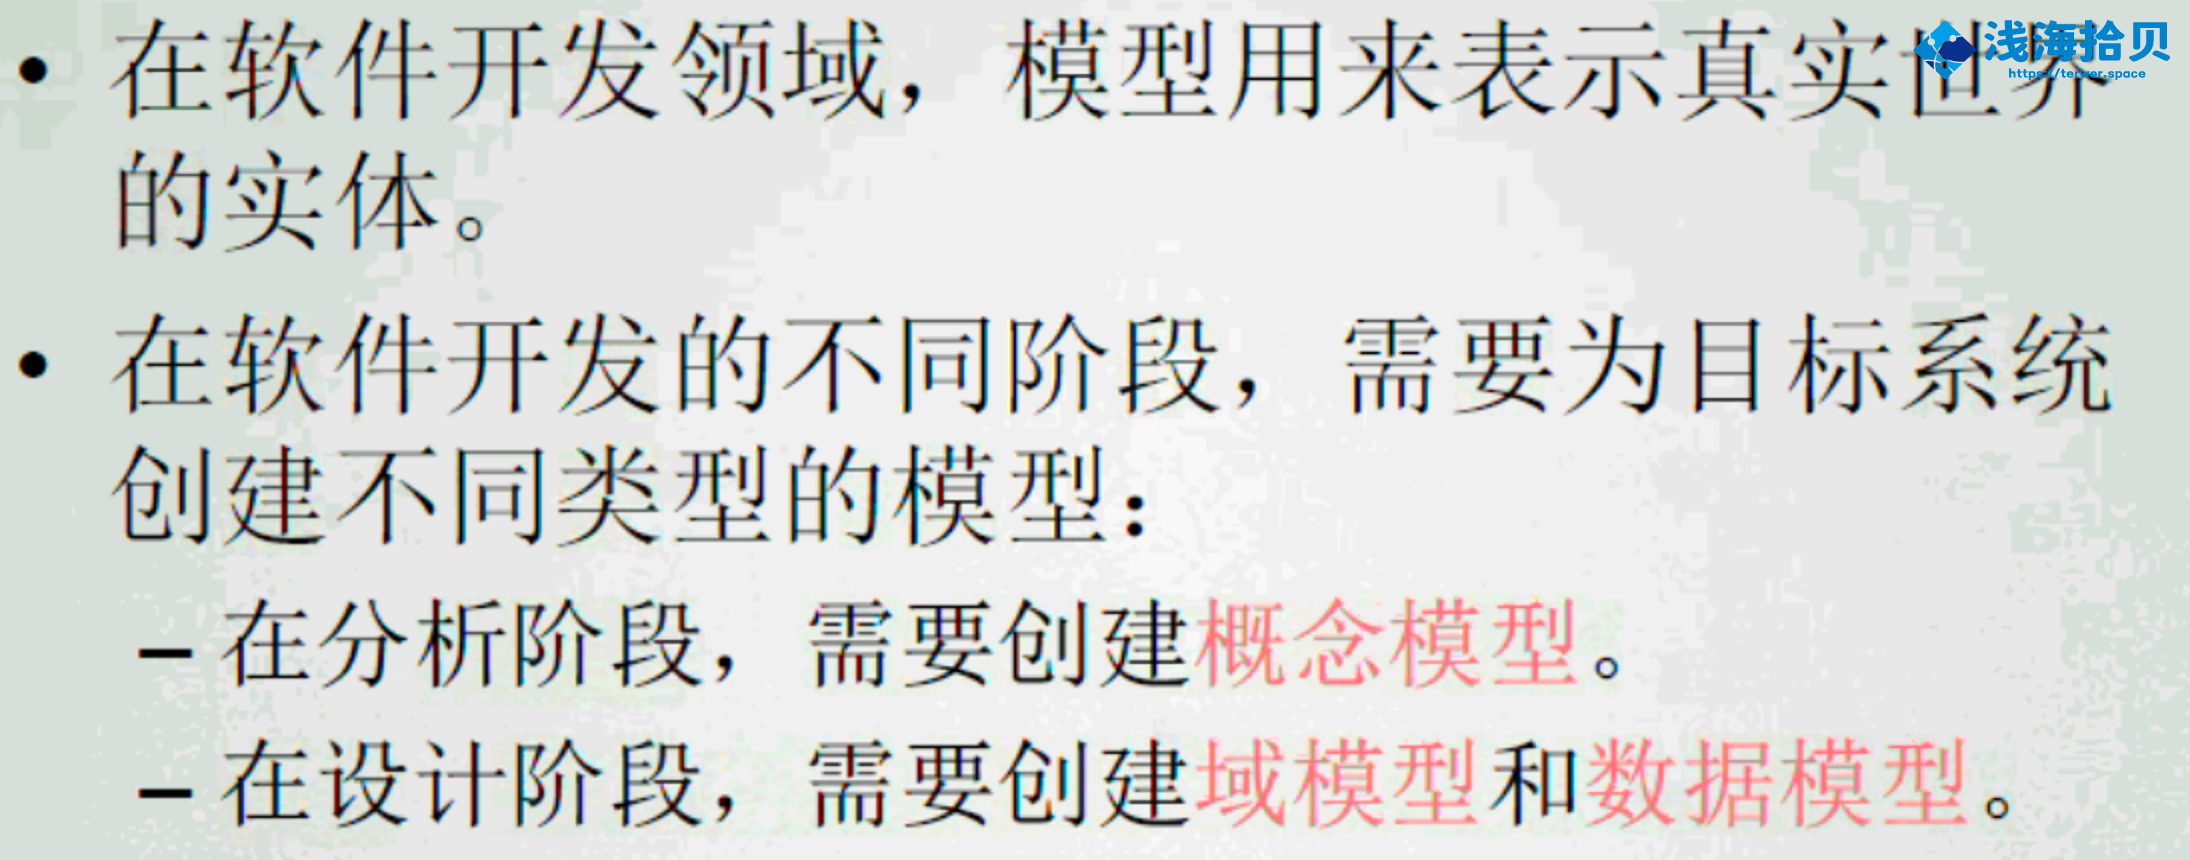 • 在软件开发领域，模型用来表示真实世界
的实体。
• 在软件开发的不同阶段，需要为目标系统
创建不同类型的模型：
– 在分析阶段，需要创建概念模型。
– 在设计阶段，需要创建域模型和数据模型。
浅海拾贝
https://terwer.space